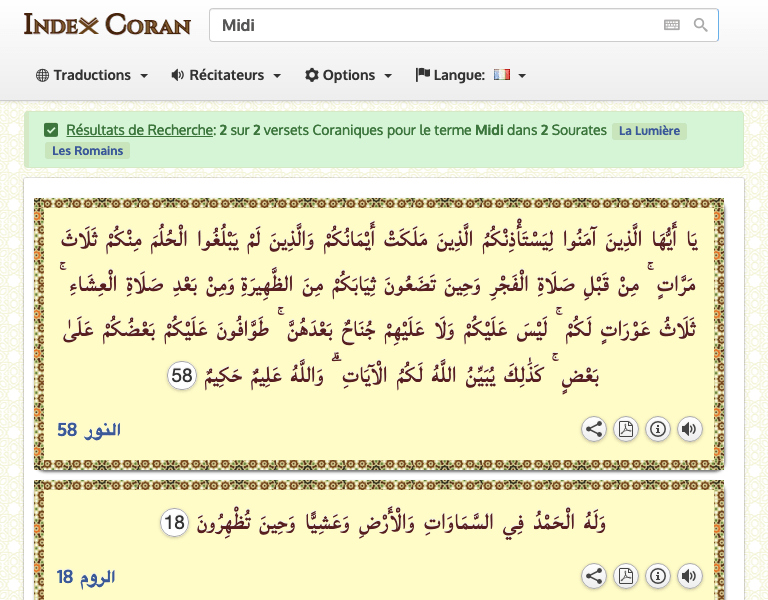 INDEX CORAN
Midi
Traductions
Récitateurs
Options
Langue:
Résultats de Recherche: 2 sur 2 versets Coraniques pour le terme Midi dans 2 Sourates La Lumière
Les Romains
يَا أَيُّهَا الَّذِينَ آمَنُوا لِيَسْتَأْذِنْكُمُ الَّذِينَ مَلَكَتْ أَيْمَانُكُمْ وَالَّذِينَ لَمْ يَبْلُغُوا الْحُلُمَ مِنْكُمْ ثَلَاثَ
مَرَّاتٍ ۚ مِنْ قَبْلِ صَلَاةِ الْفَجْرِ وَحِينَ تَضَعُونَ ثِيَابَكُمْ مِنَ الظَّهِيرَةِ وَمِنْ بَعْدِ صَلَاةِ الْعِشَاءِ ۚ
ثَلَاثُ عَوْرَاتٍ لَكُمْ ۚ لَيْسَ عَلَيْكُمْ وَلَا عَلَيْهِمْ جُنَاحٌ بَعْدَهُنَّ ۚ طَوَّافُونَ عَلَيْكُمْ بَعْضُكُمْ عَلَىٰ
بَعْضٍ ۚ كَذَٰلِكَ يُبَيِّنُ اللَّهُ لَكُمُ الْآيَاتِ ۗ وَاللَّهُ عَلِيمٌ حَكِيمٌ 58
النور 58
وَلَهُ الْحَمْدُ فِي السَّمَاوَاتِ وَالْأَرْضِ وَعَشِيًّا وَحِينَ تُظْهِرُونَ 18
الروم 18